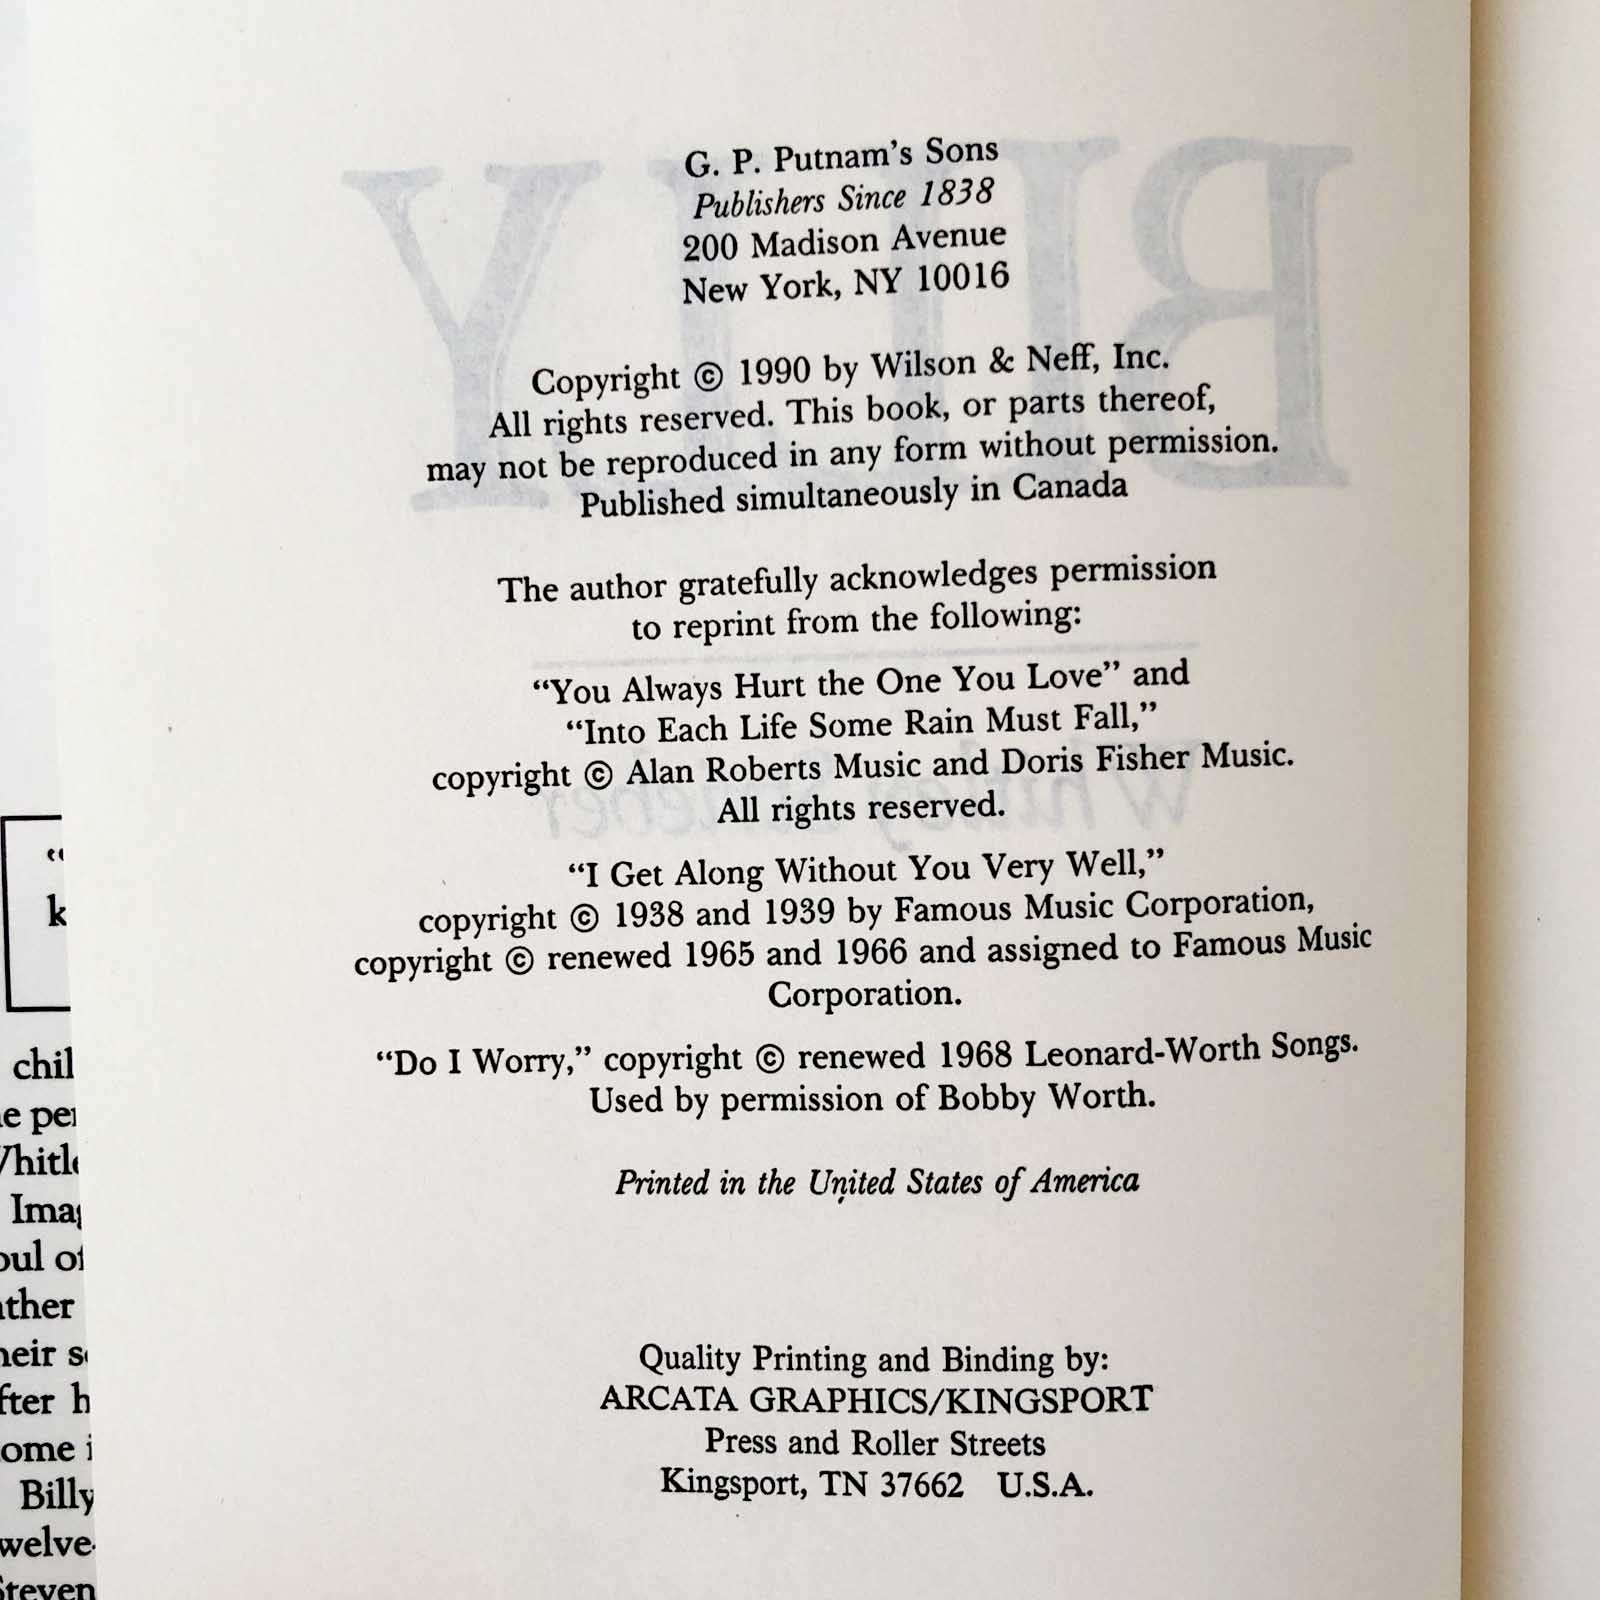 G. P. Putnam's Sons
Publishers Since 1838
200 Madison Avenue
New York, NY 10016
Copyright © 1990 by Wilson & Neff, Inc.
All rights reserved. This book, or parts thereof,
may not be reproduced in any form without permission.
Published simultaneously in Canada
The author gratefully acknowledges permission
to reprint from the following:
“You Always Hurt the One You Love” and
“Into Each Life Some Rain Must Fall,”
copyright © Alan Roberts Music and Doris Fisher Music.
All rights reserved.
“I Get Along Without You Very Well,”
copyright © 1938 and 1939 by Famous Music Corporation,
copyright © renewed 1965 and 1966 and assigned to Famous Music
Corporation.
“Do I Worry,” copyright © renewed 1968 Leonard-Worth Songs.
Used by permission of Bobby Worth.
Printed in the United States of America
Quality Printing and Binding by:
ARCATA GRAPHICS/KINGSPORT
Press and Roller Streets
Kingsport, TN 37662 U.S.A.
BILLY
Whitley
Billy